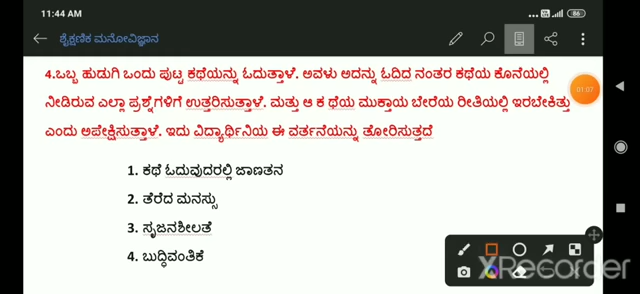 11:44 AM
86
ಶೈಕ್ಷಣಿಕ ಮನೋವಿಜ್ಞಾನ
4.ಒಬ್ಬ ಹುಡುಗಿ ಒಂದು ಪುಟ್ಟ ಕಥೆಯನ್ನು ಓದುತ್ತಾಳೆ. ಅವಳು ಅದನ್ನು ಓದಿದ ನಂತರ ಕಥೆಯ ಕೊನೆಯಲ್ಲಿ
ನೀಡಿರುವ ಎಲ್ಲಾ ಪ್ರಶ್ನೆಗಳಿಗೆ ಉತ್ತರಿಸುತ್ತಾಳೆ. ಮತ್ತು ಆ ಕ ಥೆಯ ಮುಕ್ತಾಯ ಬೇರೆಯ ರೀತಿಯಲ್ಲಿ ಇರಬೇಕಿತ್ತು
01:07
ಎಂದು ಅಪೇಕ್ಷಿಸುತ್ತಾಳೆ. ಇದು ವಿದ್ಯಾರ್ಥಿನಿಯ ಈ ವರ್ತನೆಯನ್ನು ತೋರಿಸುತ್ತದೆ
1. ಕಥೆ ಓದುವುದರಲ್ಲಿ ಜಾಣತನ
2. ತೆರೆದ ಮನಸ್ಸು
3. ಸೃಜನಶೀಲತೆ
4. ಬುದ್ಧಿವಂತಿಕೆ
XRecorder